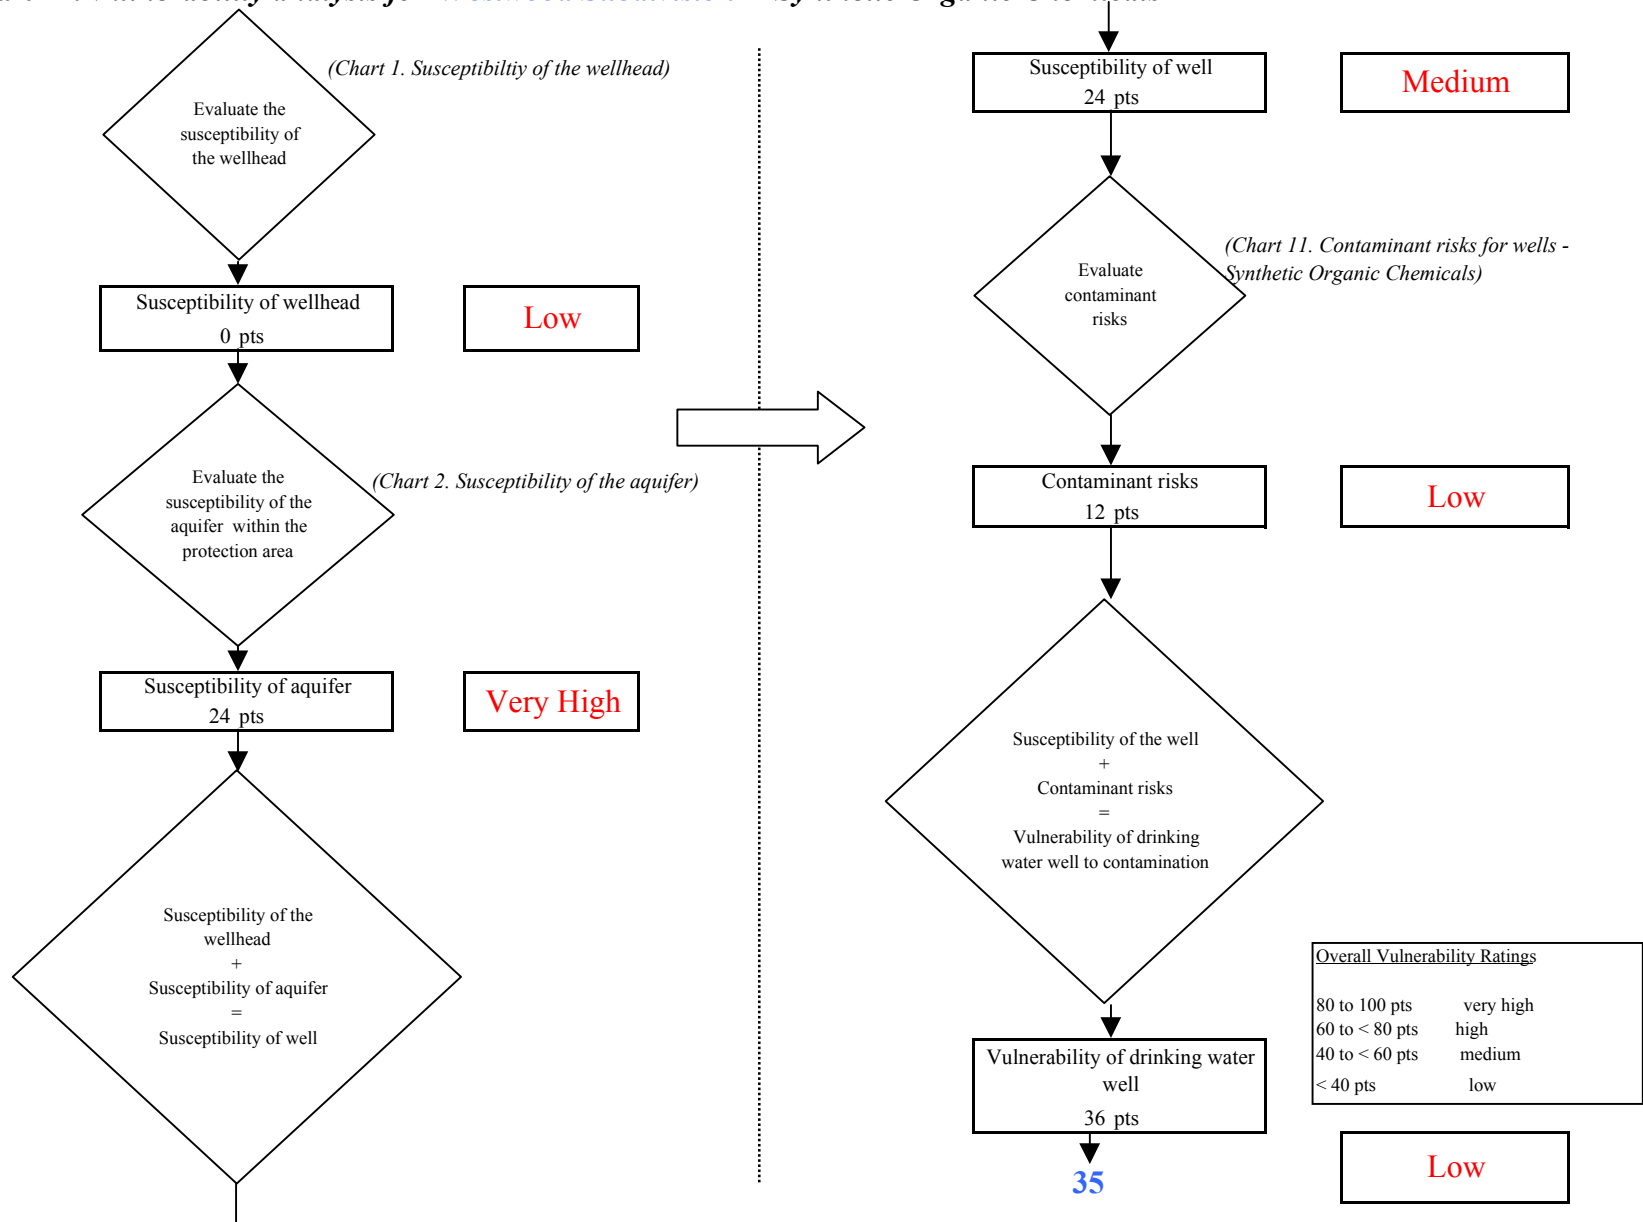 (Chart 1. Susceptibiltiy of the wellhead)
Evaluate the
susceptibility of
the wellhead
Susceptibility of wellhead
0 pts
Low
Evaluate the
susceptibility of the
aquifer within the
protection area
(Chart 2. Susceptibility of the aquifer)
Susceptibility of aquifer
24 pts
Very High
Susceptibility of the
wellhead
+
Susceptibility of aquifer
=
Susceptibility of well
Susceptibility of well
24 pts
Medium
Evaluate
contaminant
risks
(Chart 11. Contaminant risks for wells -
Synthetic Organic Chemicals)
Contaminant risks
12 pts
Low
Susceptibility of the well
+
Contaminant risks
=
Vulnerability of drinking
water well to contamination
Vulnerability of drinking water
well
36 pts
35
Overall Vulnerability Ratings
80 to 100 pts very high
60 to < 80 pts high
40 to < 60 pts medium
< 40 pts low
Low